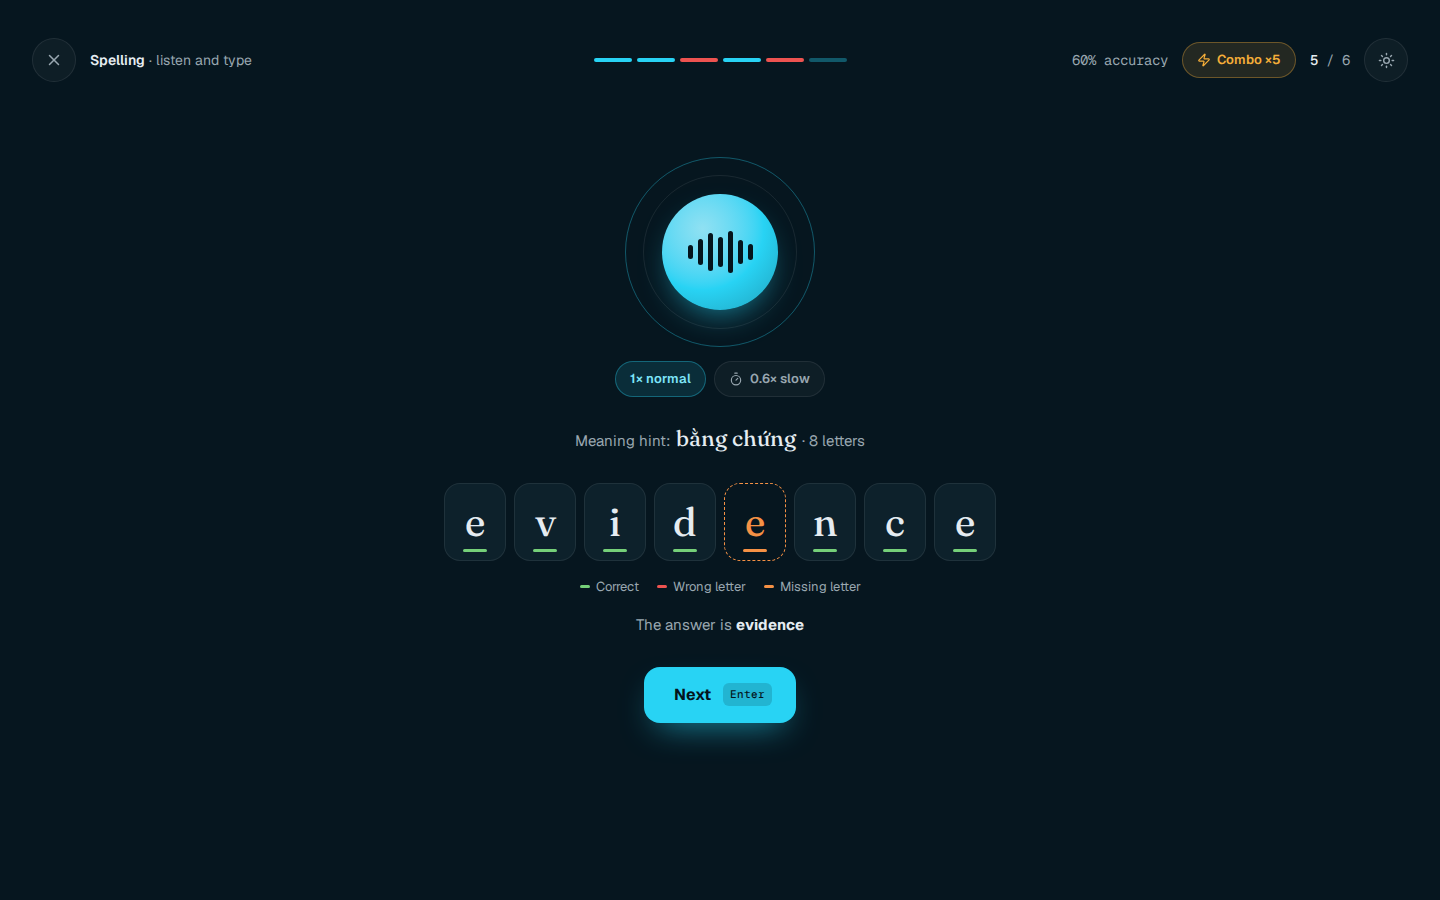 Spelling · listen and type
60% accuracy
Combo ×5
5 / 6
1× normal
0.6× slow
Meaning hint: bằng chứng · 8 letters
e v i d e n c e
Correct Wrong letter Missing letter
The answer is evidence
Next Enter